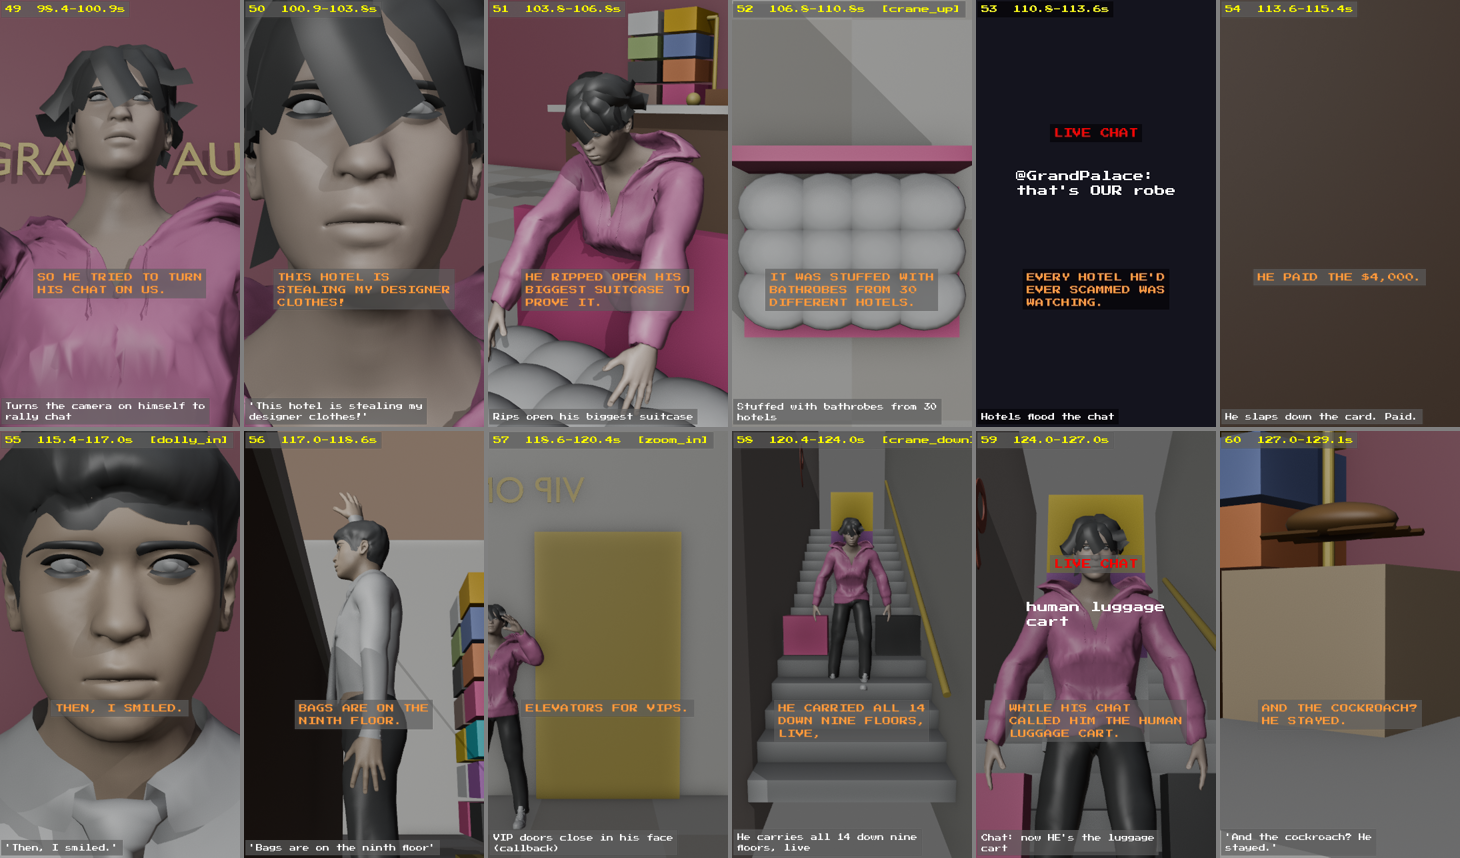 49 98.4-100.9s
GRA AU
SO HE TRIED TO TURN
HIS CHAT ON US.
Turns the camera on himself to
rally chat
50 100.9-103.8s
THIS HOTEL IS
STEALING MY DESIGNER
CLOTHES!
'This hotel is stealing my
designer clothes!'
51 103.8-106.8s
HE RIPPED OPEN HIS
BIGGEST SUITCASE TO
PROVE IT.
Rips open his biggest suitcase
52 106.8-110.8s [crane_up]
IT WAS STUFFED WITH
BATHROBES FROM 30
DIFFERENT HOTELS.
Stuffed with bathrobes from 30
hotels
53 110.8-113.6s
LIVE CHAT
@GrandPalace:
that's OUR robe
EVERY HOTEL HE'D
EVER SCAMMED WAS
WATCHING.
Hotels flood the chat
54 113.6-115.4s
HE PAID THE $4,000.
He slaps down the card. Paid.
55 115.4-117.0s [dolly_in]
THEN, I SMILED.
'Then, I smiled.'
56 117.0-118.6s
BAGS ARE ON THE
NINTH FLOOR.
'Bags are on the ninth floor'
57 118.6-120.4s [zoom_in]
VIP O
ELEVATORS FOR VIPS.
VIP doors close in his face
(callback)
58 120.4-124.0s [crane_down]
HE CARRIED ALL 14
DOWN NINE FLOORS,
LIVE,
He carries all 14 down nine
floors, live
59 124.0-127.0s
LIVE CHAT
human luggage
cart
WHILE HIS CHAT
CALLED HIM THE HUMAN
LUGGAGE CART.
Chat: now HE's the luggage
cart
60 127.0-129.1s
AND THE COCKROACH?
HE STAYED.
'And the cockroach? He
stayed.'